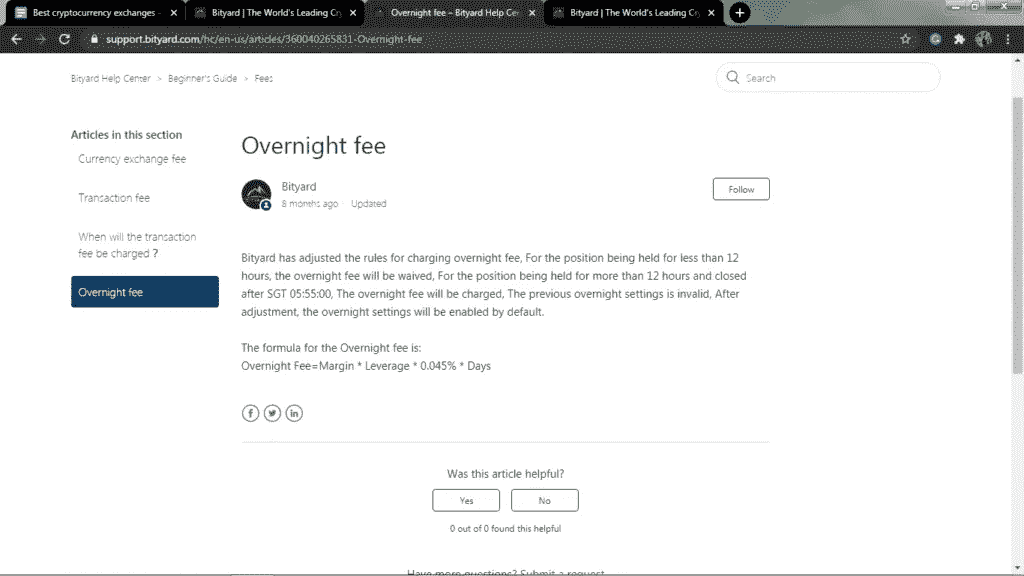 Best cryptocurrency exchanges -
Bityard | The World's Leading Cr
Overnight fee – Bityard Help Ce
Bityard | The World's Leading Cr
support.bityard.com/hc/en-us/articles/360040265831-Overnight-fee
Bityard Help Center > Beginner's Guide > Fees
Search
Articles in this section
Currency exchange fee
Transaction fee
When will the transaction
fee be charged ?
Overnight fee
Overnight fee
Bityard
8 months ago · Updated
Follow
Bityard has adjusted the rules for charging overnight fee, For the position being held for less than 12
hours, the overnight fee will be waived, For the position being held for more than 12 hours and closed
after SGT 05:55:00, The overnight fee will be charged, The previous overnight settings is invalid, After
adjustment, the overnight settings will be enabled by default.
The formula for the Overnight fee is:
Overnight Fee=Margin * Leverage * 0.045% * Days
Was this article helpful?
Yes
No
0 out of 0 found this helpful
Have more questions? Submit a request